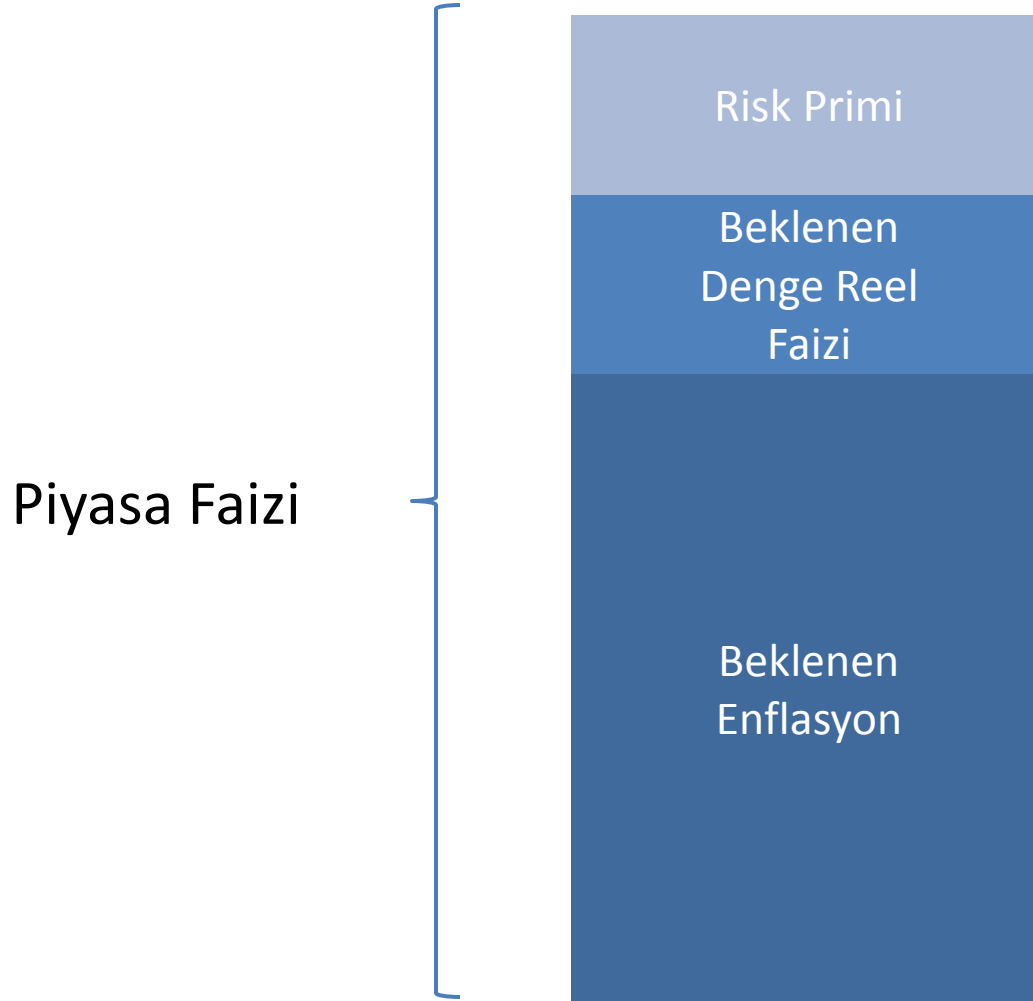 Piyasa Faizi
Risk Primi
Beklenen
Denge Reel
Faizi
Beklenen
Enflasyon